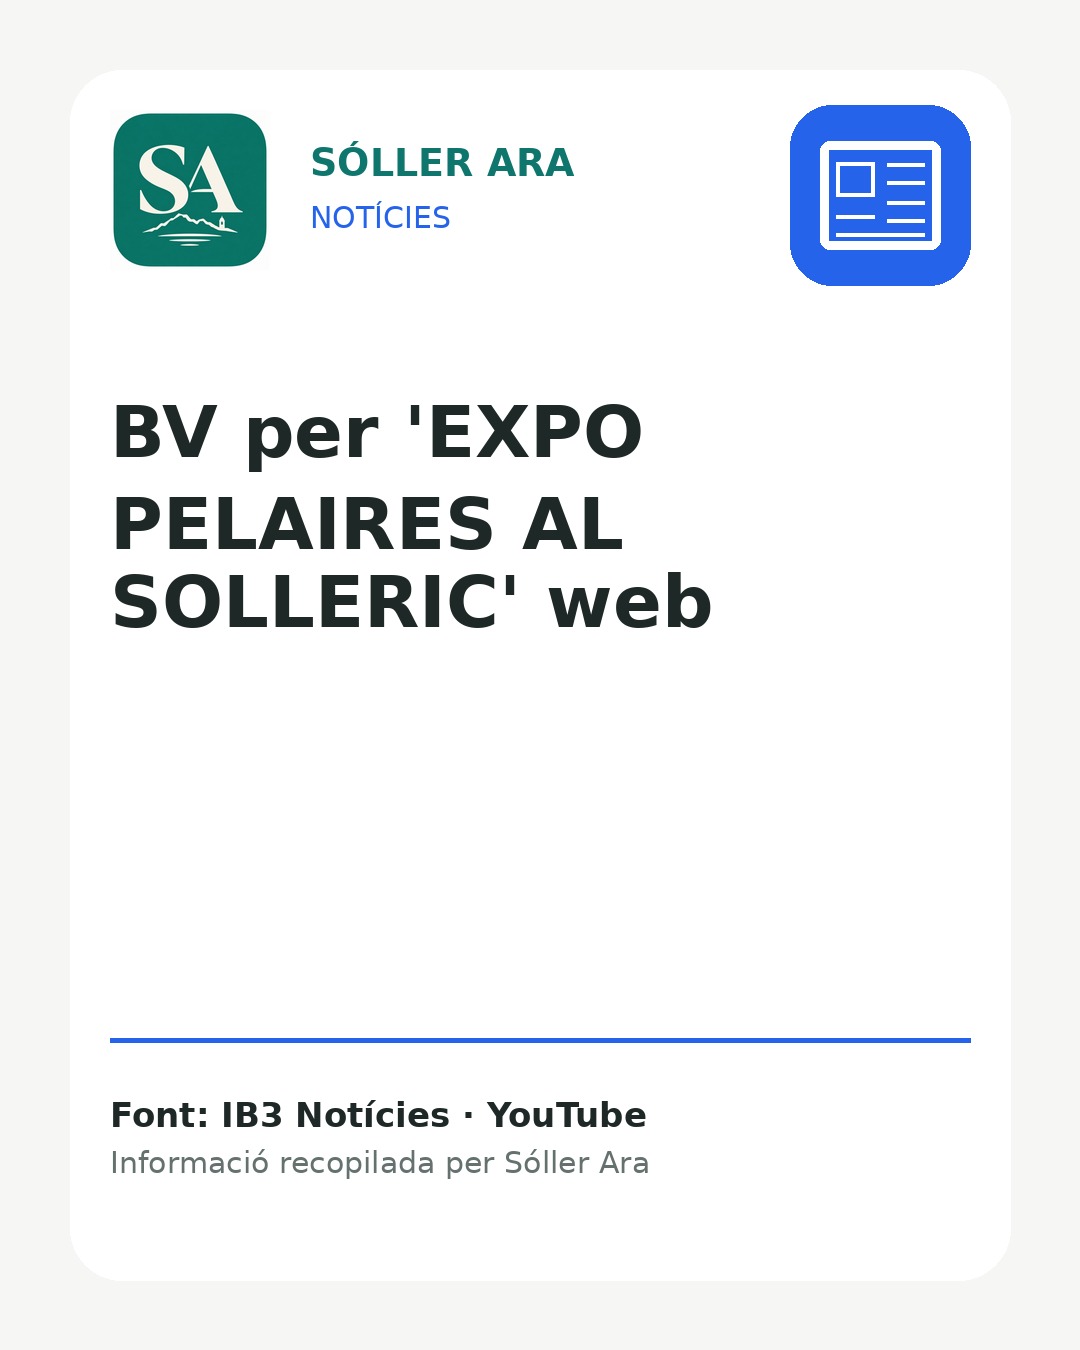 SA
SÓLLER ARA
NOTÍCIES
BV per 'EXPO
PELAIRES AL
SOLLERIC' web
Font: IB3 Notícies · YouTube
Informació recopilada per Sóller Ara